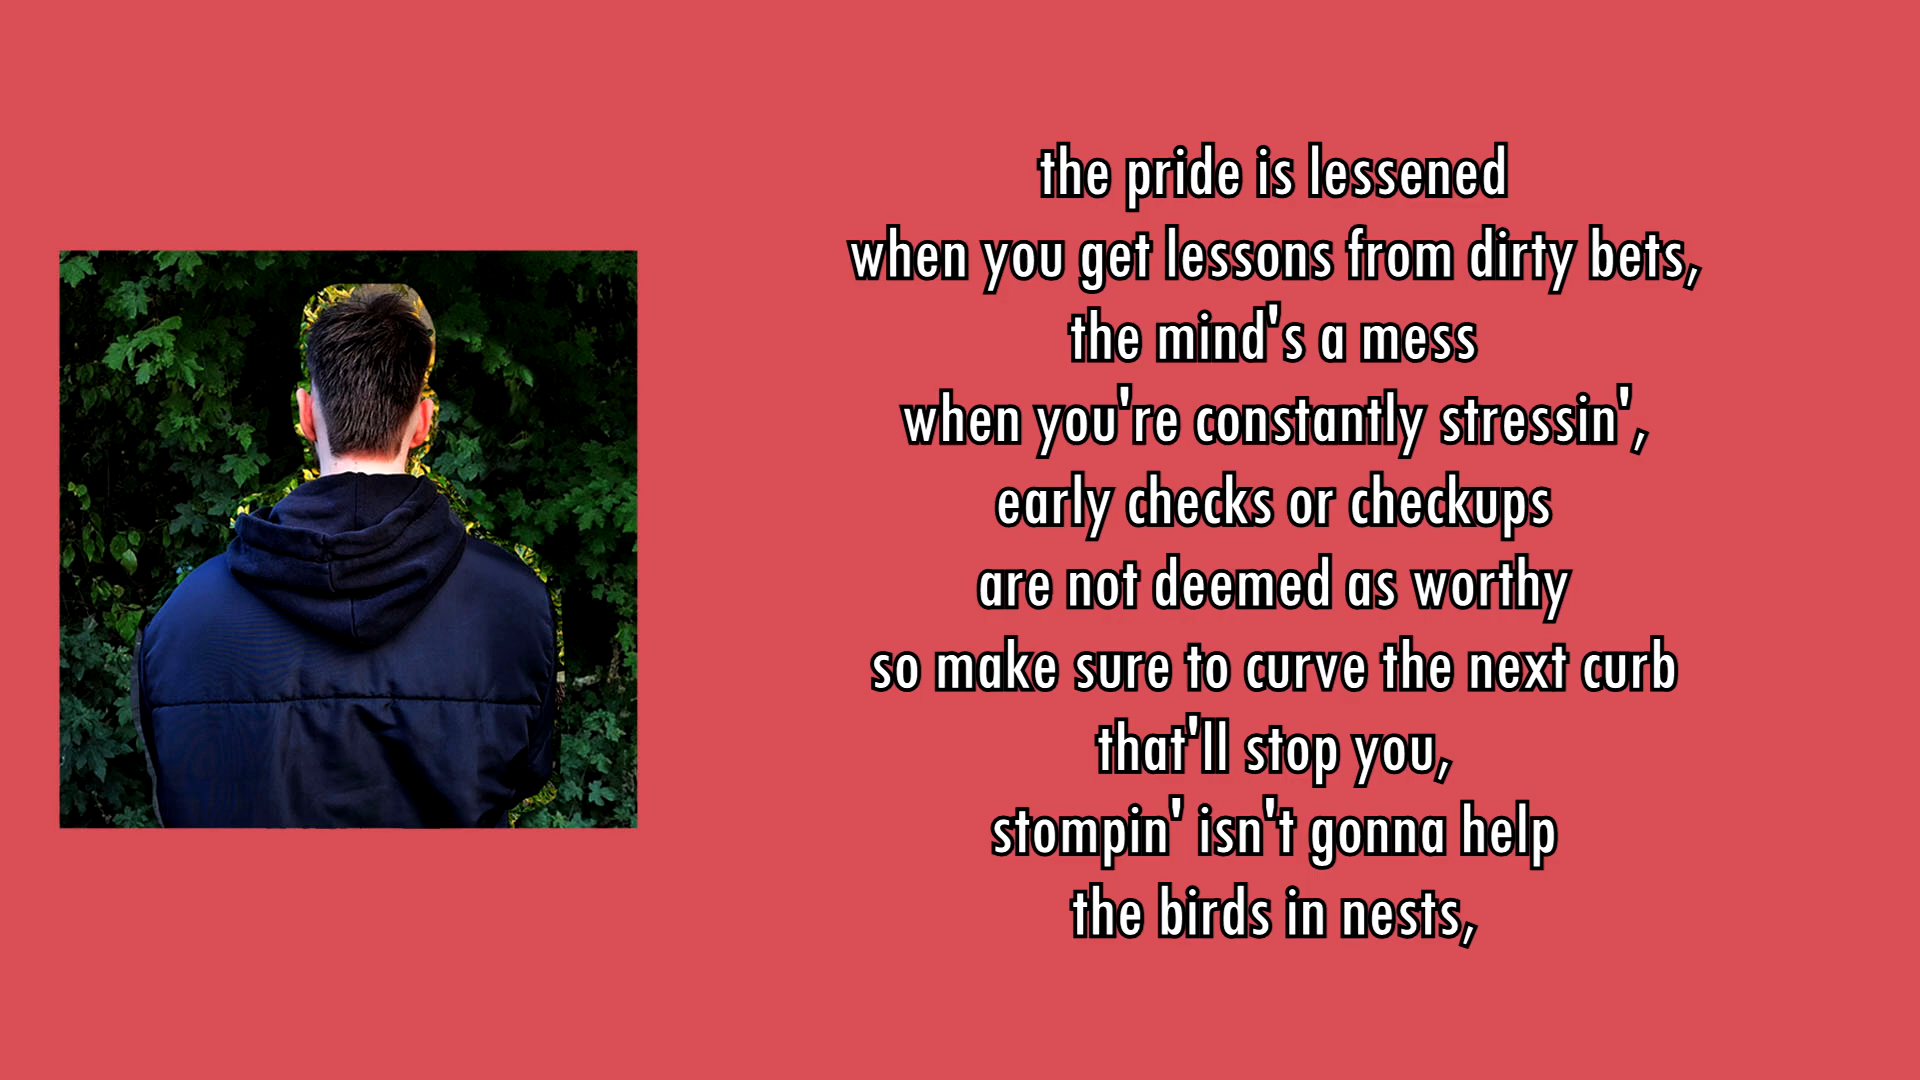 the pride is lessened
when you get lessons from dirty bets,
the mind's a mess
when you're constantly stressin',
early checks or checkups
are not deemed as worthy
so make sure to curve the next curb
that'll stop you,
stompin' isn't gonna help
the birds in nests,